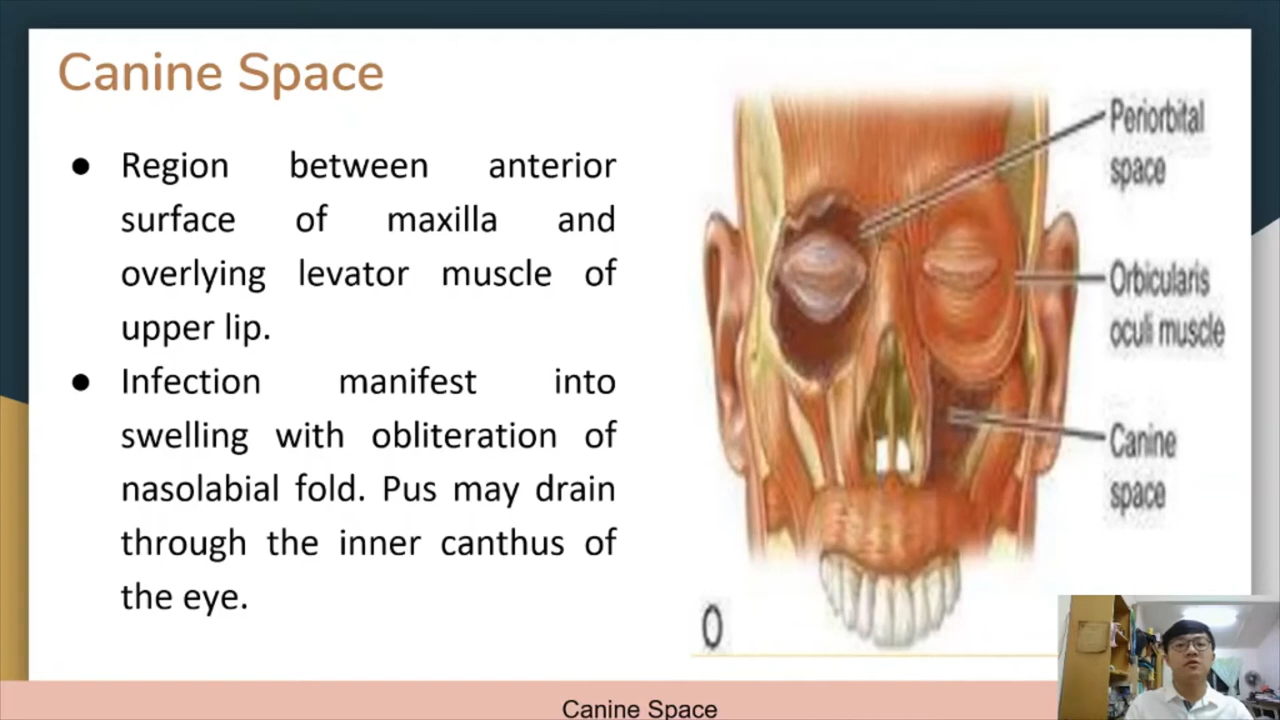 Canine Space
● Region between anterior
surface of maxilla and
overlying levator muscle of
upper lip.
● Infection manifest into
swelling with obliteration of
nasolabial fold. Pus may drain
through the inner canthus of
the eye.
Periorbital
space
Orbicularis
oculi muscle
Canine
space
O
Canine Space